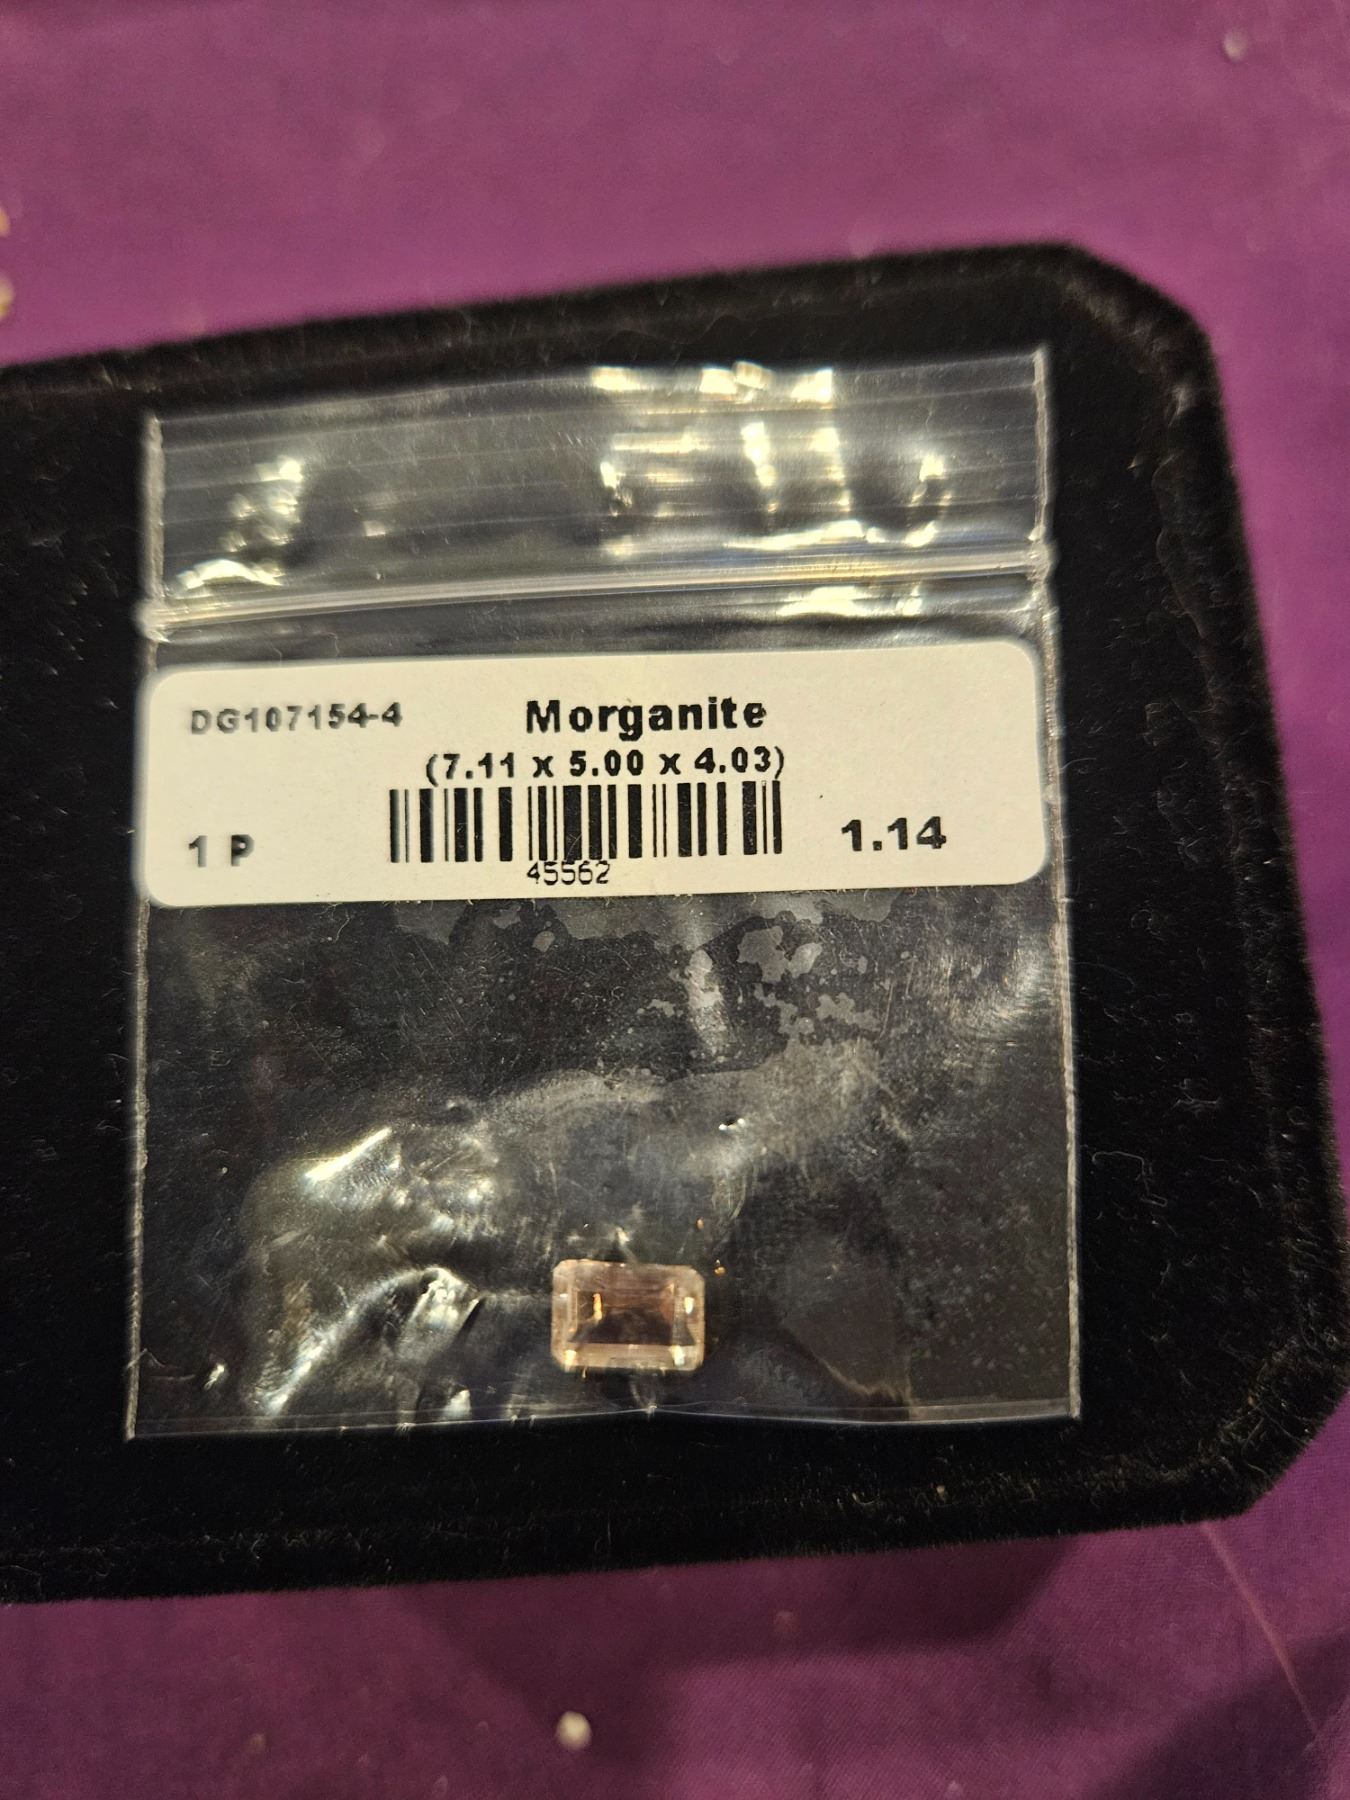 DG107154-4 Morganite
(7.11 x 5.00 x 4.03)
1 P 1.14
45562